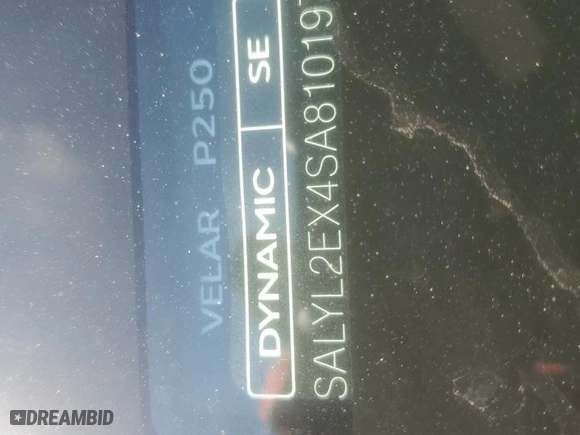 VELAR P250
DYNAMIC SE
SALYL2EX4SA81019
DREAMBID